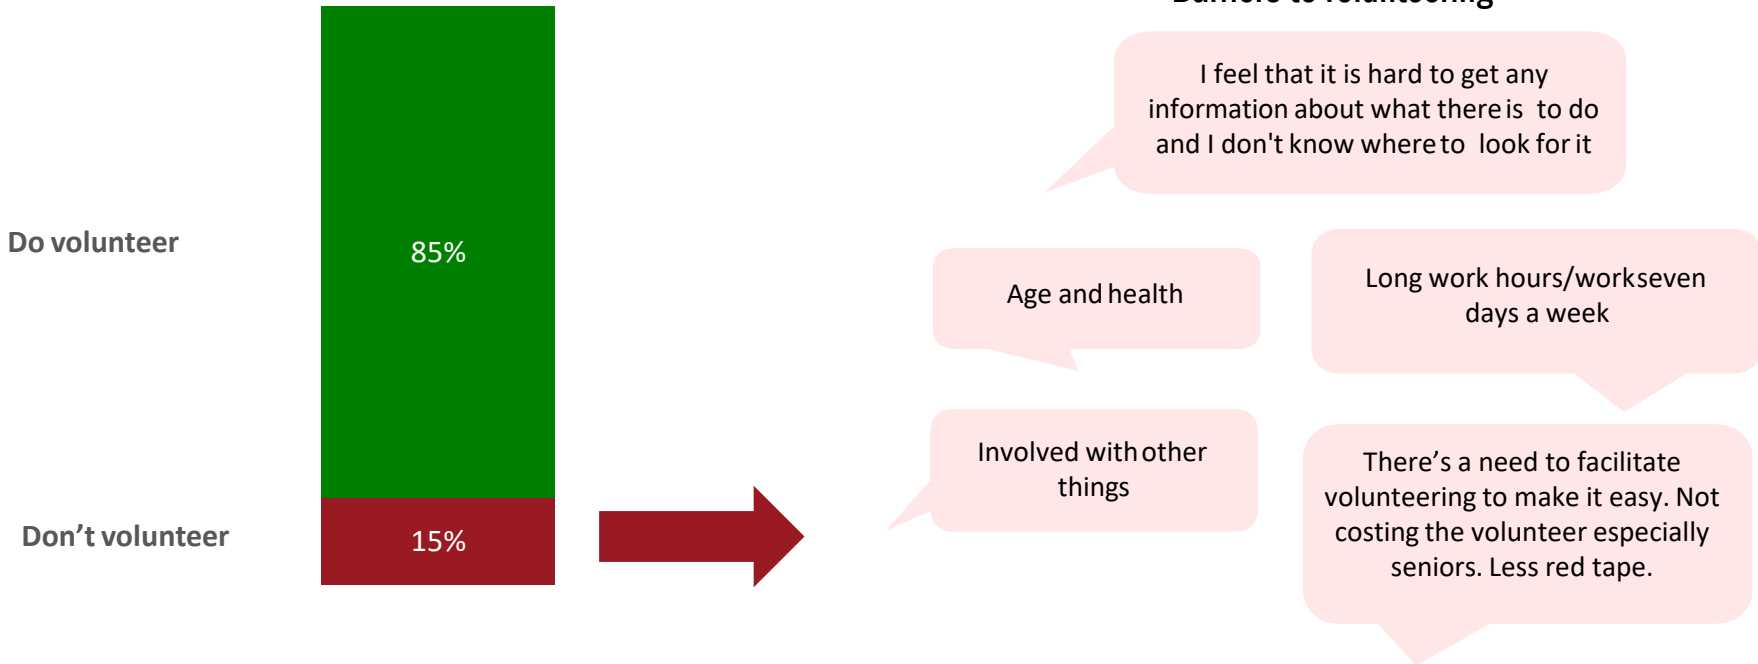 Barriers to volunteering
I feel that it is hard to get any
information about what there is to do
and I don't know where to look for it
Do volunteer
85%
Age and health
Long work hours/work seven
days a week
Involved with other
things
There’s a need to facilitate
volunteering to make it easy. Not
costing the volunteer especially
seniors. Less red tape.
Don’t volunteer
15%